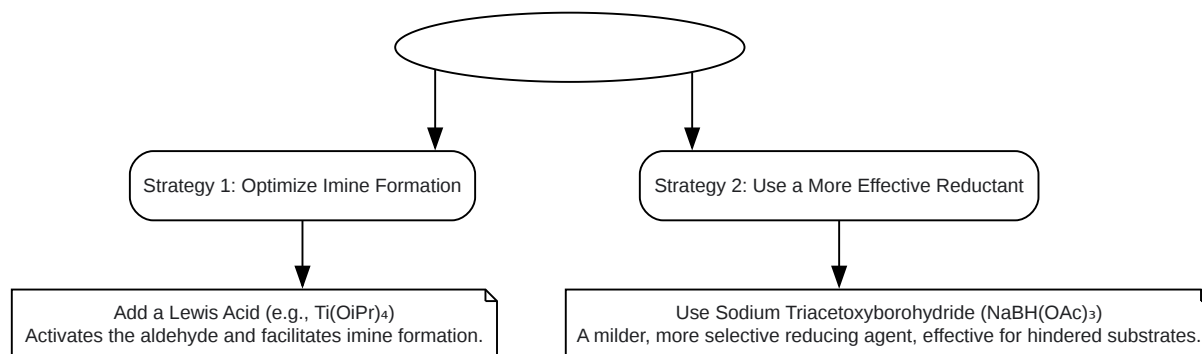 Strategy 1: Optimize Imine Formation
Strategy 2: Use a More Effective Reductant
Add a Lewis Acid (e.g., Ti(OiPr)₄)
Activates the aldehyde and facilitates imine formation.
Use Sodium Triacetoxyborohydride (NaBH(OAc)₃)
A milder, more selective reducing agent, effective for hindered substrates.